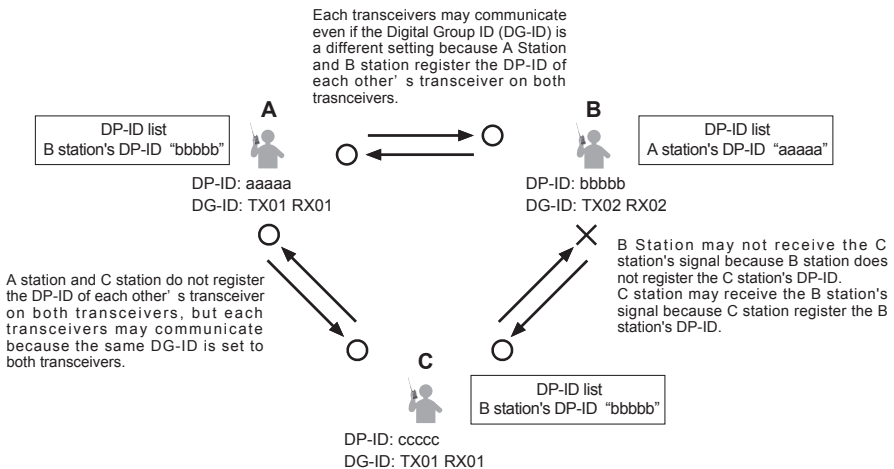 Each transceivers may communicate
even if the Digital Group ID (DG-ID) is
a different setting because A Station
and B station register the DP-ID of
each other’ s transceiver on both
trasnceivers.
A
B
DP-ID list
B station's DP-ID “bbbbb”
DP-ID list
A station's DP-ID “aaaaa”
DP-ID: aaaaa
DG-ID: TX01 RX01
DP-ID: bbbbb
DG-ID: TX02 RX02
A station and C station do not register
the DP-ID of each other’ s transceiver
on both transceivers, but each
transceivers may communicate
because the same DG-ID is set to
both transceivers.
B Station may not receive the C
station's signal because B station does
not register the C station's DP-ID.
C station may receive the B station's
signal because C station register the B
station's DP-ID.
C
DP-ID list
B station's DP-ID “bbbbb”
DP-ID: ccccc
DG-ID: TX01 RX01